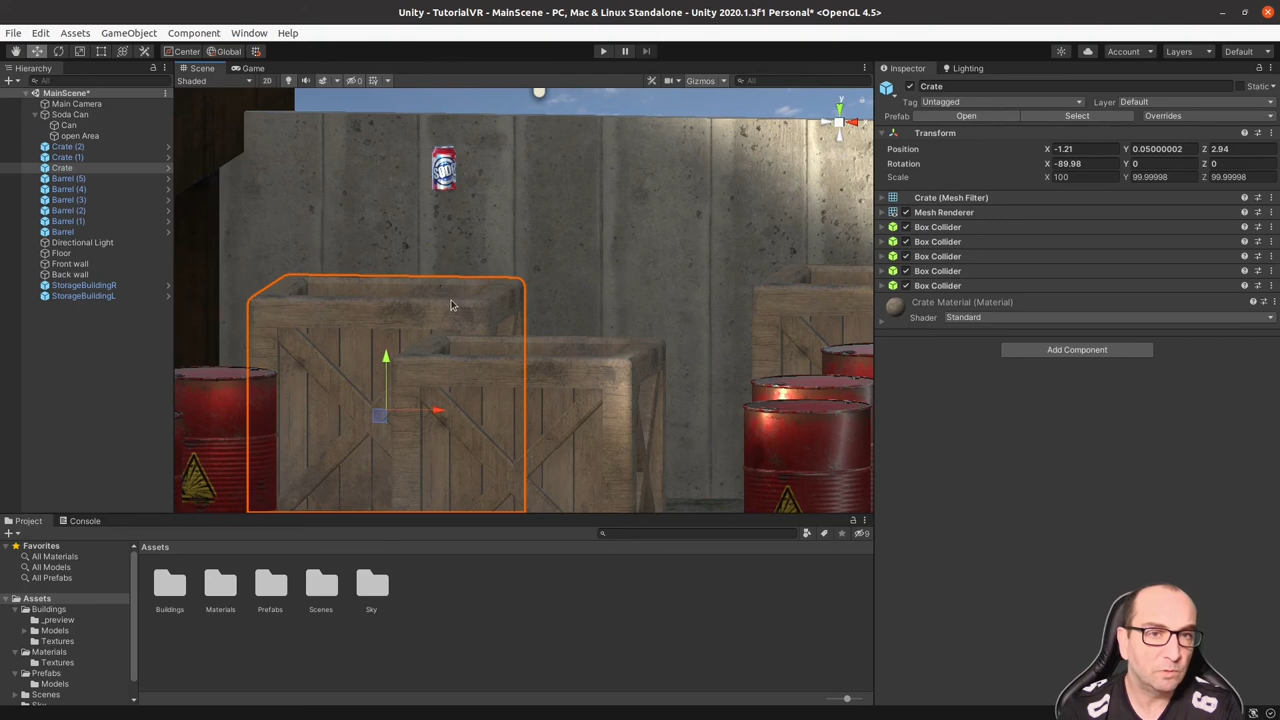 Unity - TutorialVR - MainScene - PC, Mac & Linux Standalone - Unity 2020.1.3f1 Personal* <OpenGL 4.5>
File Edit Assets GameObject Component Window Help
Center Global Account Layers Default
Hierarchy Scene Game Inspector Lighting
All
Shaded 2D 0 Gizmos All
MainScene*
Main Camera
Soda Can
Can
open Area
Crate (2)
Crate (1)
Crate
Barrel (5)
Barrel (4)
Barrel (3)
Barrel (2)
Barrel (1)
Barrel
Directional Light
Floor
Front wall
Back wall
StorageBuildingR
StorageBuildingL
y
x
SODA
Crate Static
Tag Untagged Layer Default
Prefab Open Select Overrides
Transform
Position X -1.21 Y 0.05000002 Z 2.94
Rotation X -89.98 Y 0 Z 0
Scale X 100 Y 99.99998 Z 99.99998
Crate (Mesh Filter)
Mesh Renderer
Box Collider
Box Collider
Box Collider
Box Collider
Box Collider
Crate Material (Material)
Shader Standard
Add Component
Project Console
9
Favorites
All Materials
All Models
All Prefabs
Assets
Buildings
_preview
Models
Textures
Materials
Textures
Prefabs
Models
Scenes
Sky
Assets
Buildings Materials Prefabs Scenes Sky